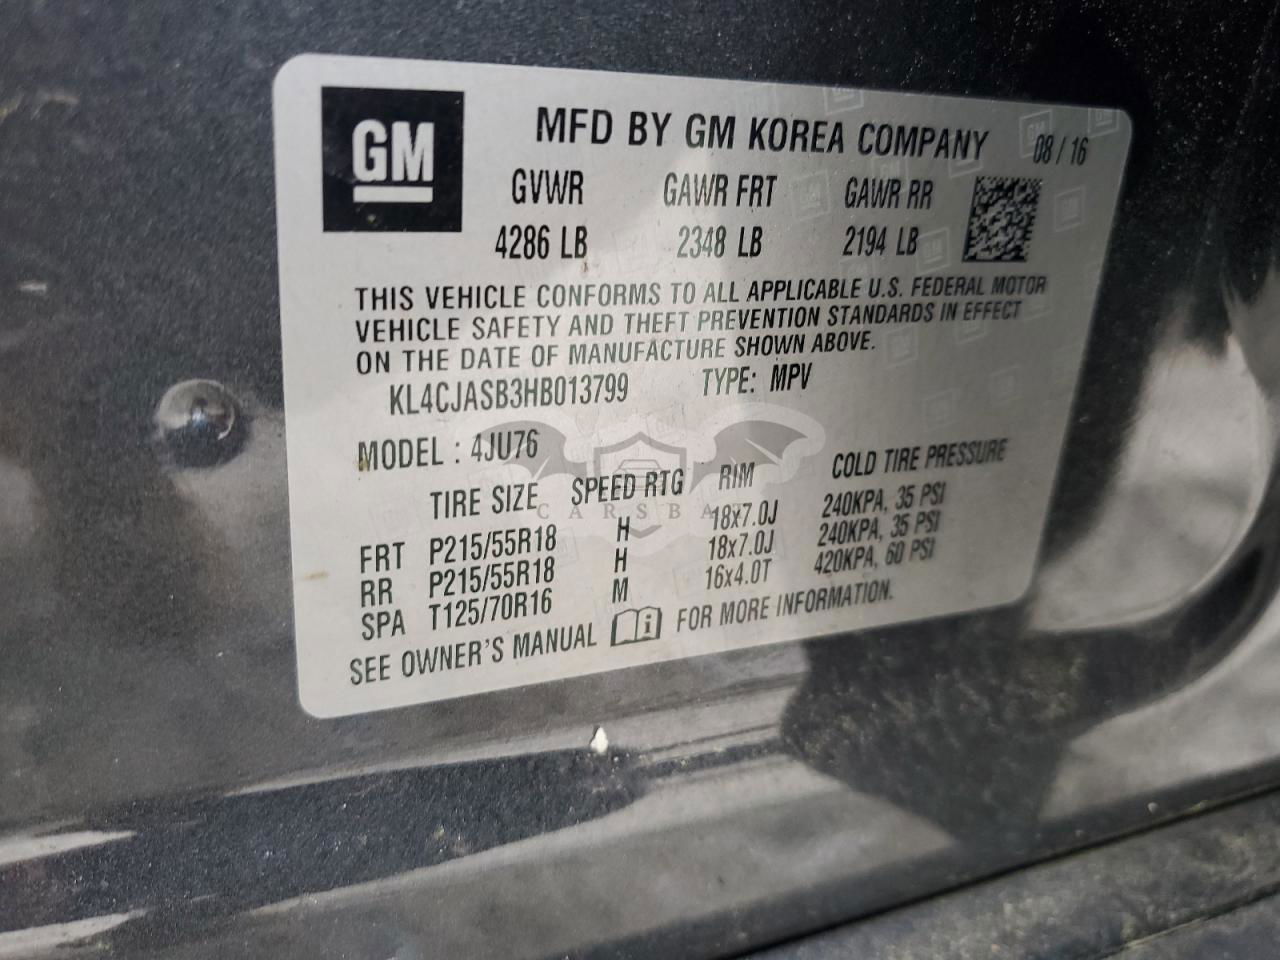 GM
MFD BY GM KOREA COMPANY 08 / 16
GVWR GAWR FRT GAWR RR
4286 LB 2348 LB 2194 LB
THIS VEHICLE CONFORMS TO ALL APPLICABLE U.S. FEDERAL MOTOR
VEHICLE SAFETY AND THEFT PREVENTION STANDARDS IN EFFECT
ON THE DATE OF MANUFACTURE SHOWN ABOVE.
KL4CJASB3HB013799 TYPE: MPV
MODEL : 4JU76
TIRE SIZE SPEED RTG RIM COLD TIRE PRESSURE
FRT P215/55R18 H 18x7.0J 240KPA, 35 PSI
RR P215/55R18 H 18x7.0J 240KPA, 35 PSI
SPA T125/70R16 M 16x4.0T 420KPA, 60 PSI
SEE OWNER'S MANUAL i FOR MORE INFORMATION.